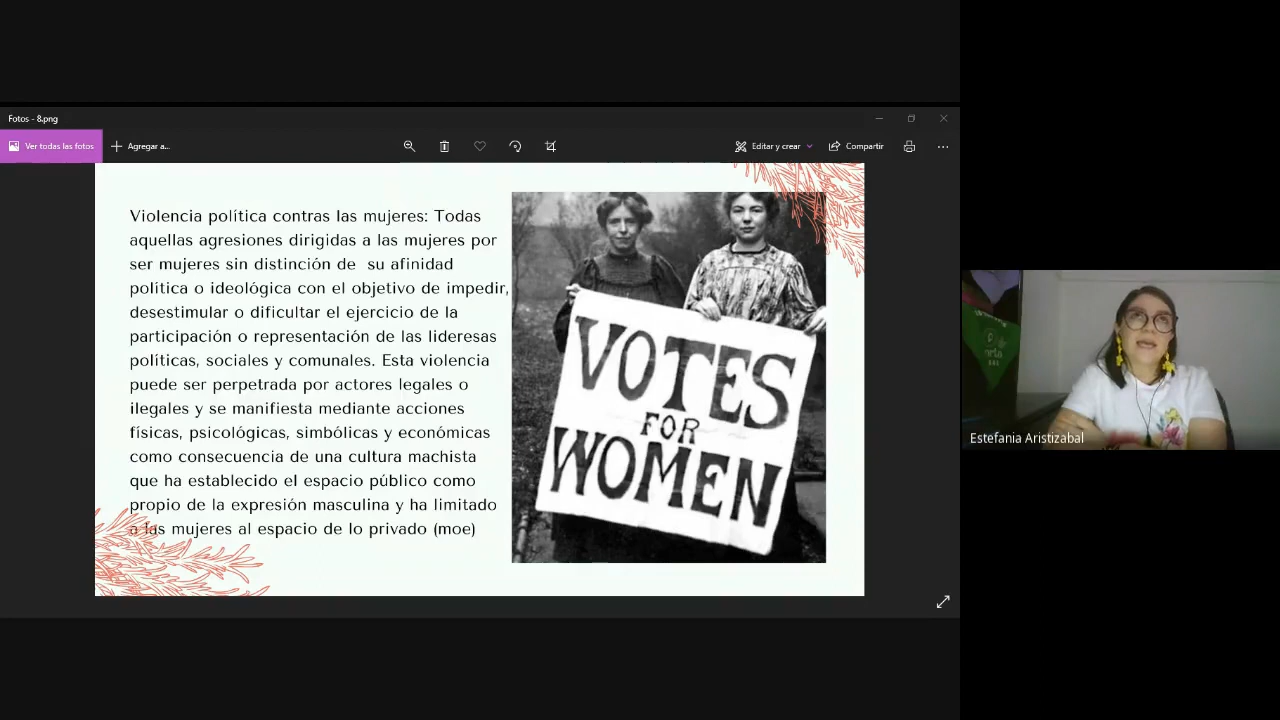 Fotos - 8.png
Ver todas las fotos
Agregar a...
Editar y crear
Compartir
Violencia política contras las mujeres: Todas
aquellas agresiones dirigidas a las mujeres por
ser mujeres sin distinción de su afinidad
política o ideológica con el objetivo de impedir,
desestimular o dificultar el ejercicio de la
participación o representación de las lideresas
políticas, sociales y comunales. Esta violencia
puede ser perpetrada por actores legales o
ilegales y se manifiesta mediante acciones
físicas, psicológicas, simbólicas y económicas
como consecuencia de una cultura machista
que ha establecido el espacio público como
propio de la expresión masculina y ha limitado
a las mujeres al espacio de lo privado (moe)
VOTES
FOR
WOMEN
Estefania Aristizabal